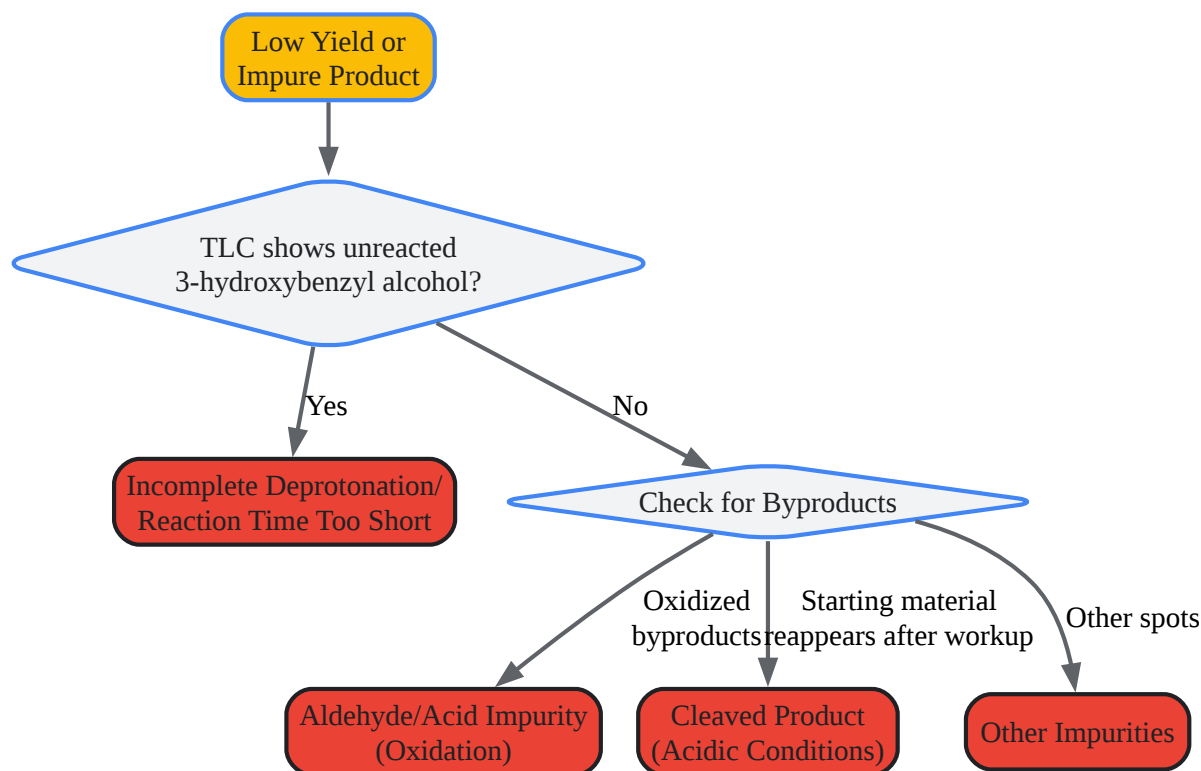 Low Yield or
Impure Product
TLC shows unreacted
3-hydroxybenzyl alcohol?
Yes
No
Incomplete Deprotonation/
Reaction Time Too Short
Check for Byproducts
Oxidized
byproducts
Starting material
reappears after workup
Other spots
Aldehyde/Acid Impurity
(Oxidation)
Cleaved Product
(Acidic Conditions)
Other Impurities